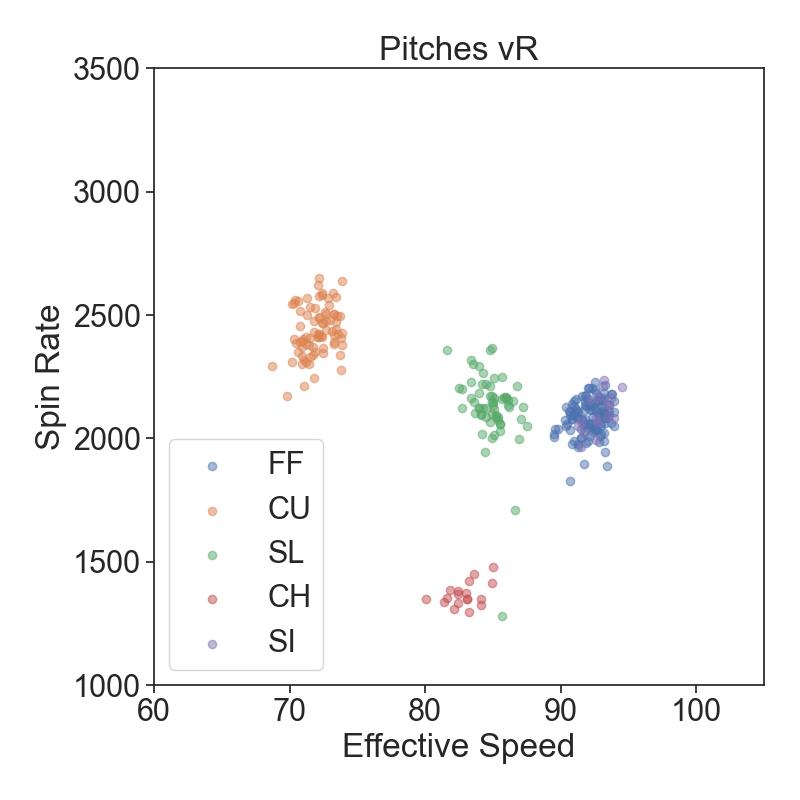 Pitches vR
3500
3000
2500
2000
1500
1000
Spin Rate
FF
CU
SL
CH
SI
60 70 80 90 100
Effective Speed